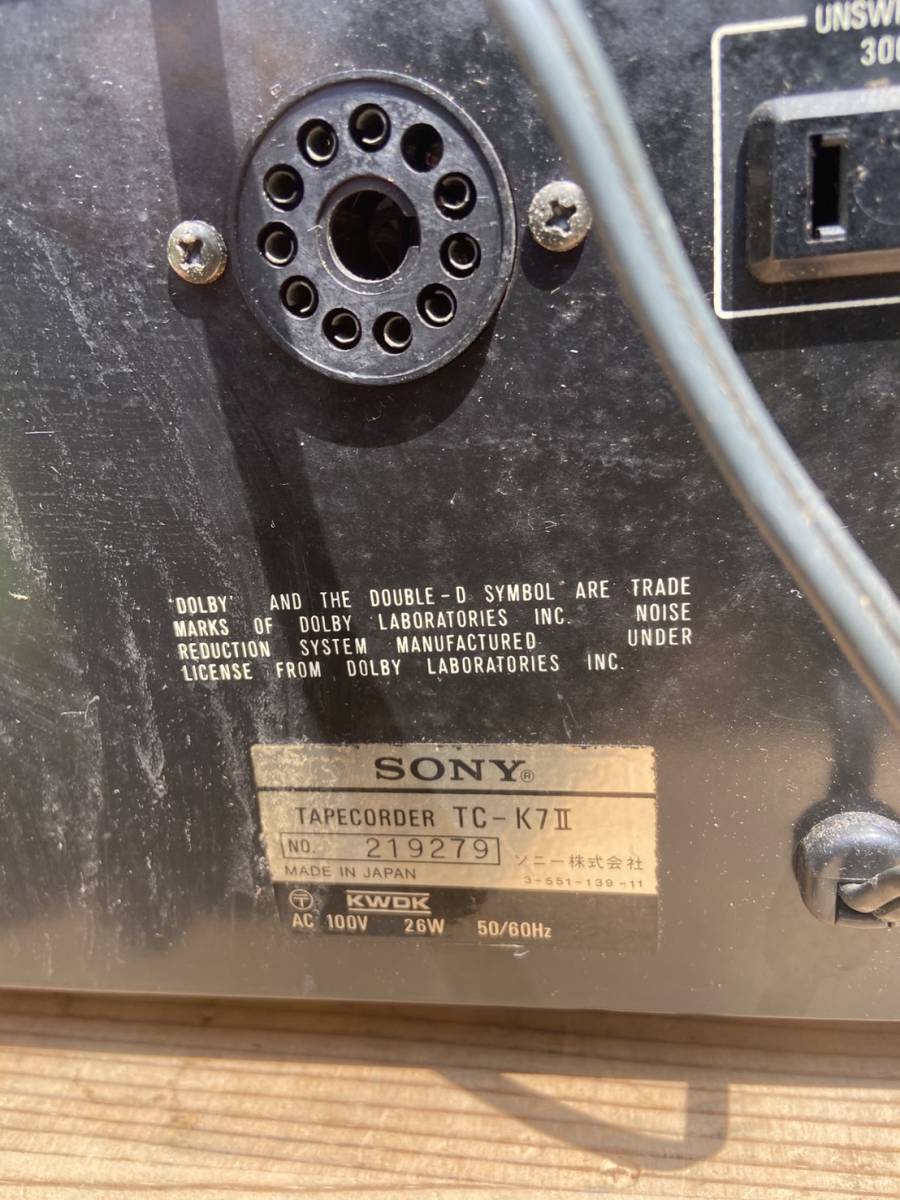 300
'DOLBY' AND THE DOUBLE-D SYMBOL ARE TRADE
MARKS OF DOLBY LABORATORIES INC. NOISE
REDUCTION SYSTEM MANUFACTURED UNDER
LICENSE FROM DOLBY LABORATORIES INC.
SONY®
TAPECORDER TC-K7II
NO. 219279
ソニー株式会社
MADE IN JAPAN
3-551-139-11
〒 KWDK
AC 100V 26W 50/60Hz